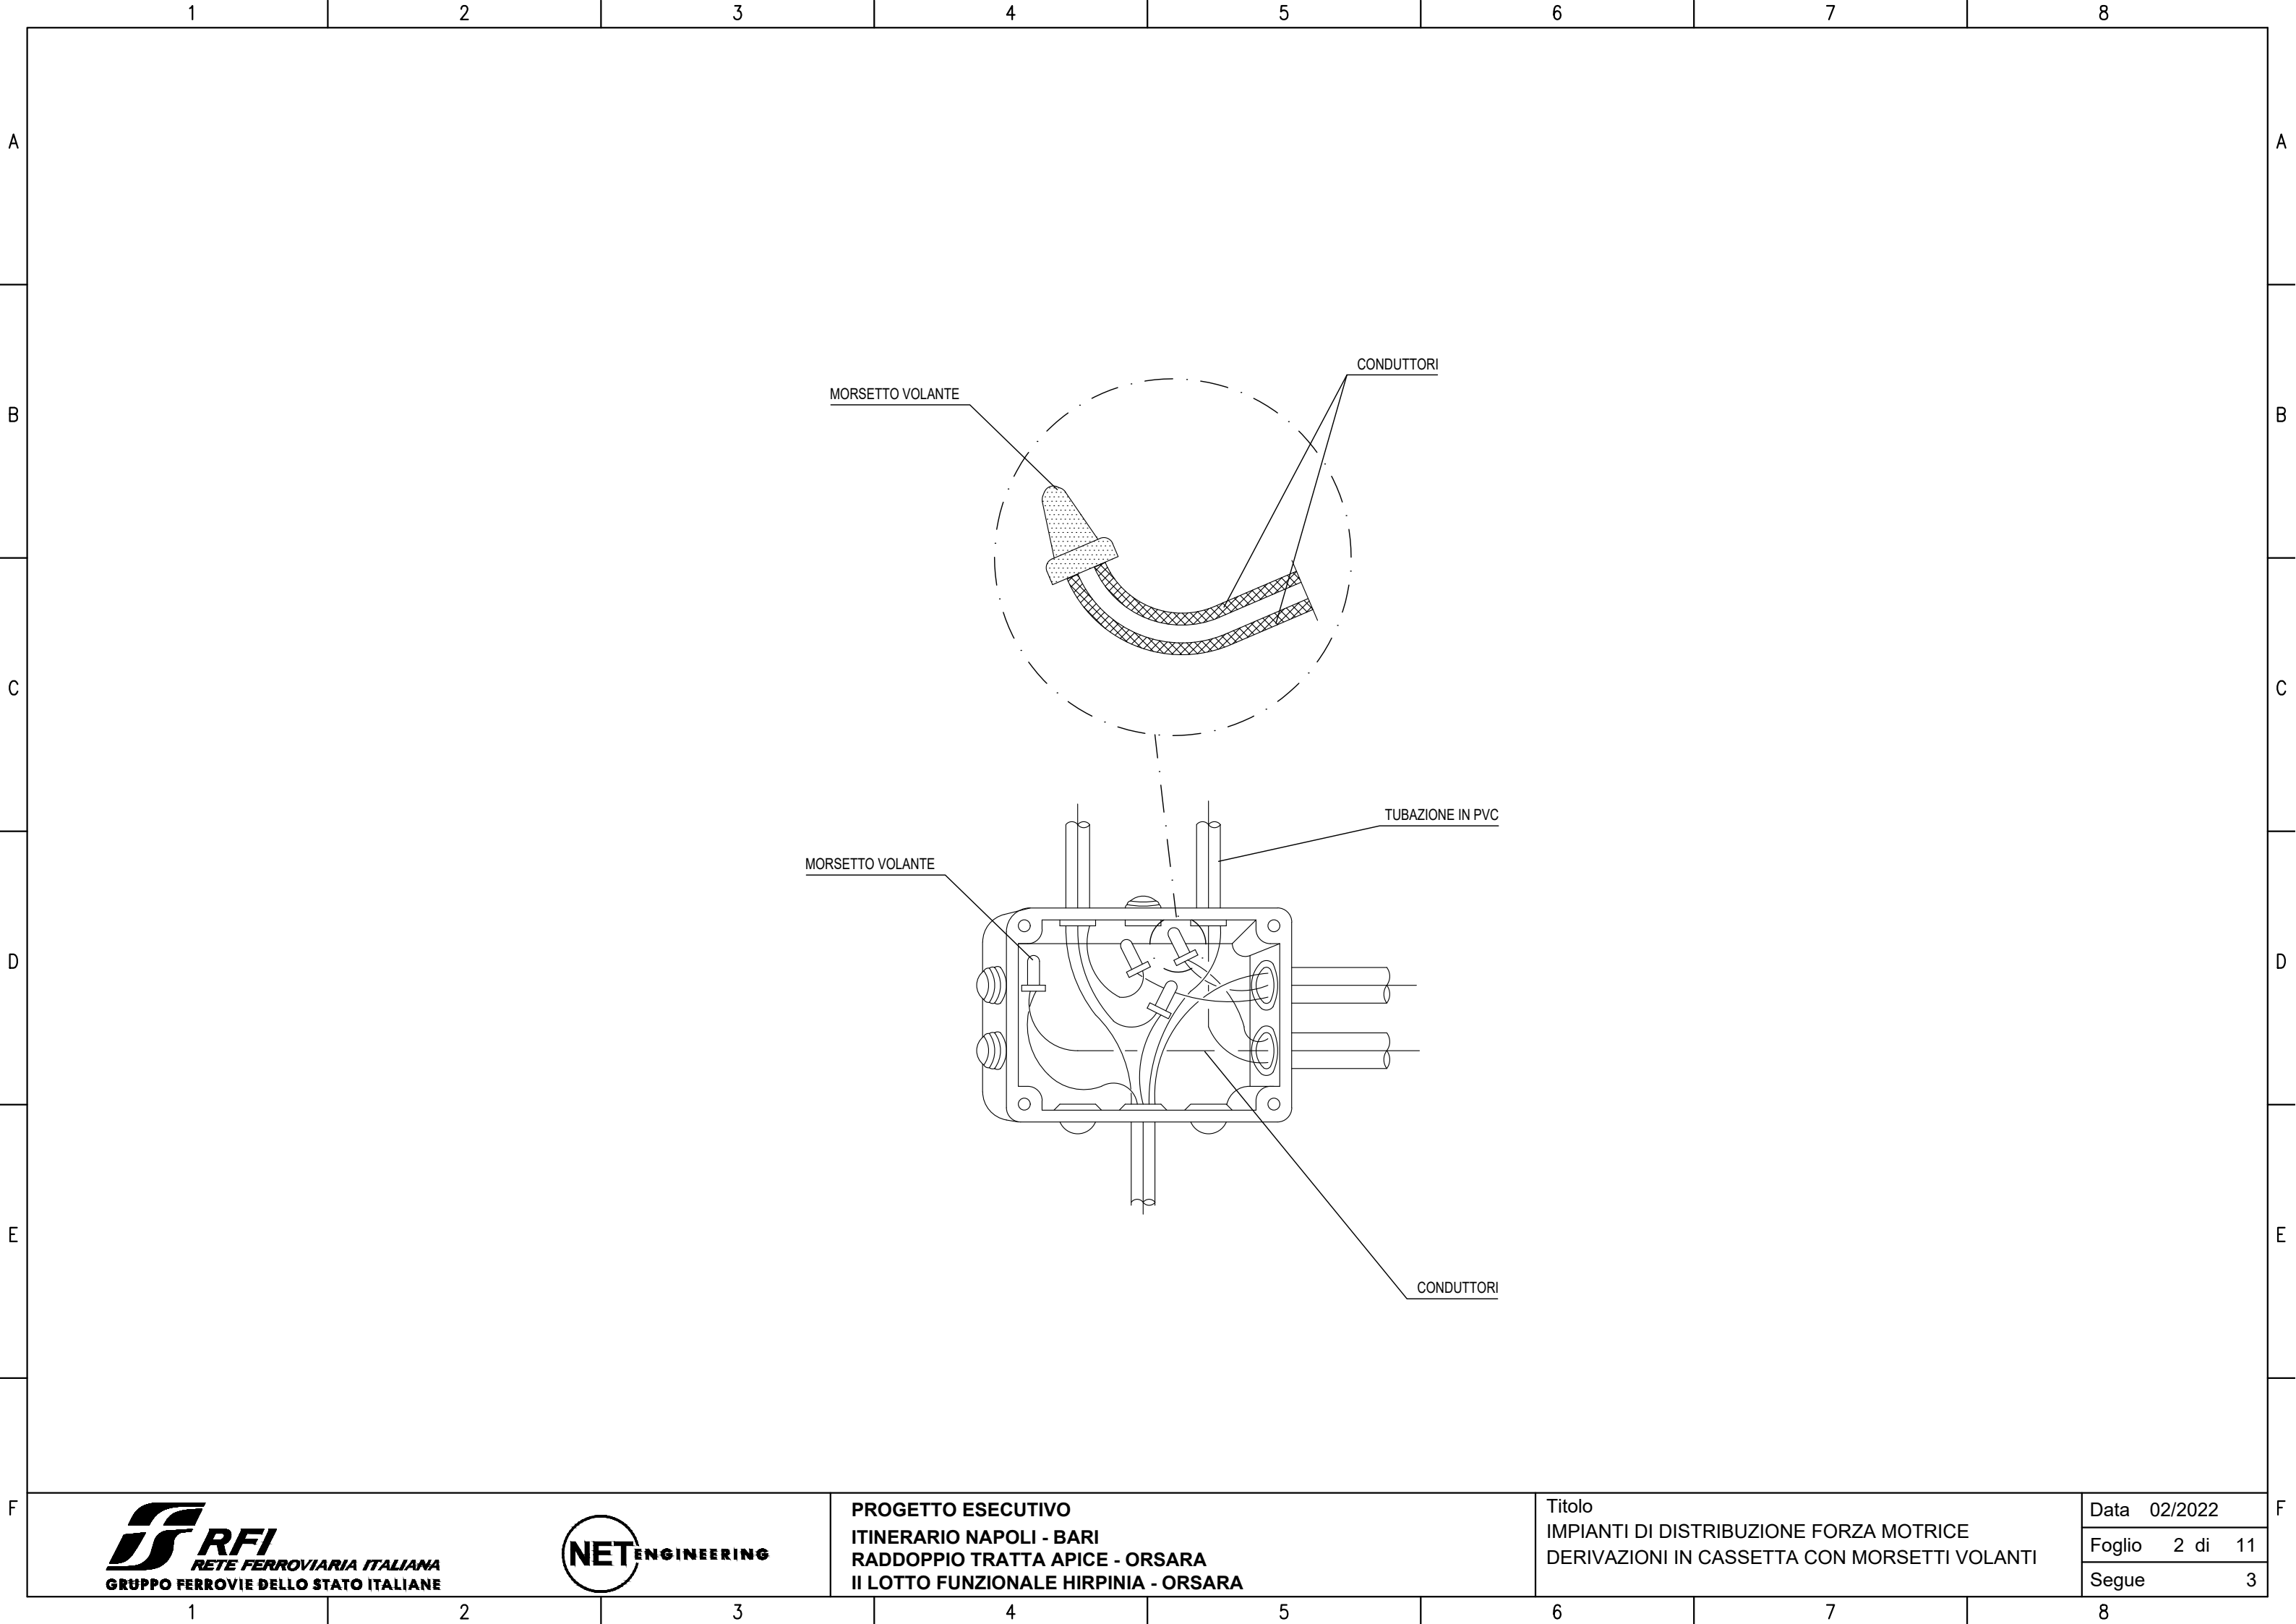 1 2 3 4 5 6 7 8
A A
CONDUTTORI
MORSETTO VOLANTE
B B
C C
TUBAZIONE IN PVC
MORSETTO VOLANTE
D D
E E
CONDUTTORI
F F
RFI
RETE FERROVIARIA ITALIANA
GRUPPO FERROVIE DELLO STATO ITALIANE
NET ENGINEERING
PROGETTO ESECUTIVO
ITINERARIO NAPOLI - BARI
RADDOPPIO TRATTA APICE - ORSARA
II LOTTO FUNZIONALE HIRPINIA - ORSARA
Titolo
IMPIANTI DI DISTRIBUZIONE FORZA MOTRICE
DERIVAZIONI IN CASSETTA CON MORSETTI VOLANTI
Data 02/2022
Foglio 2 di 11
Segue 3
1 2 3 4 5 6 7 8